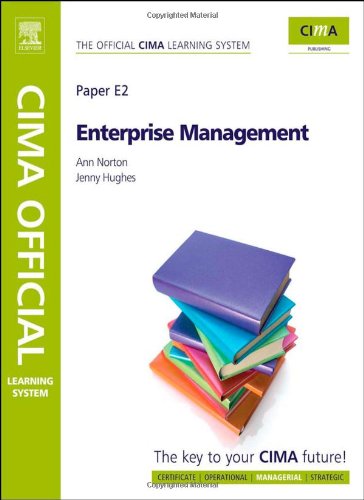 ELSEVIER
THE OFFICIAL CIMA LEARNING SYSTEM
CIMA
PUBLISHING
Paper E2
Enterprise Management
Ann Norton
Jenny Hughes
CIMA OFFICIAL
LEARNING
SYSTEM
Copyrighted Material
The key to your CIMA future!
CERTIFICATE | OPERATIONAL | MANAGERIAL | STRATEGIC
Copyrighted Material